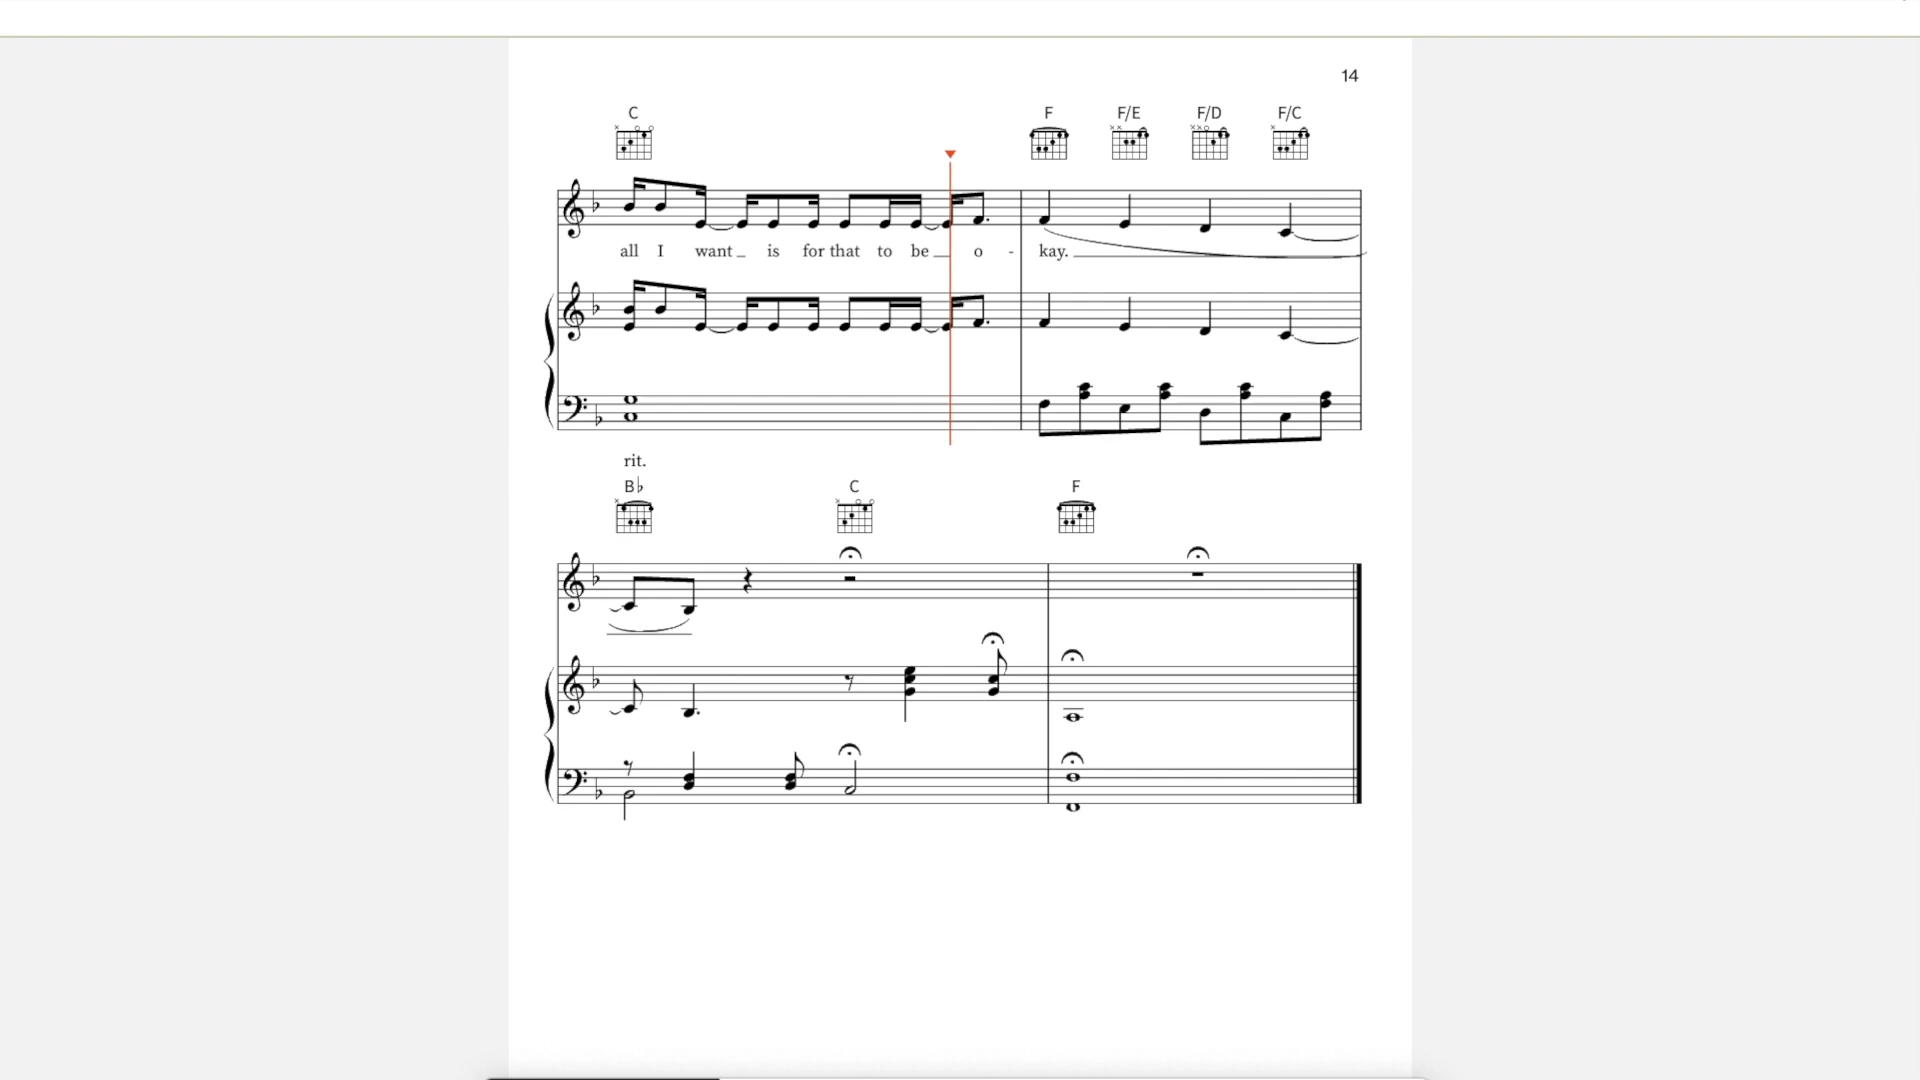 14
C F F/E F/D F/C
all I want _ is for that to be _ o - kay. _
rit.
B♭ C F